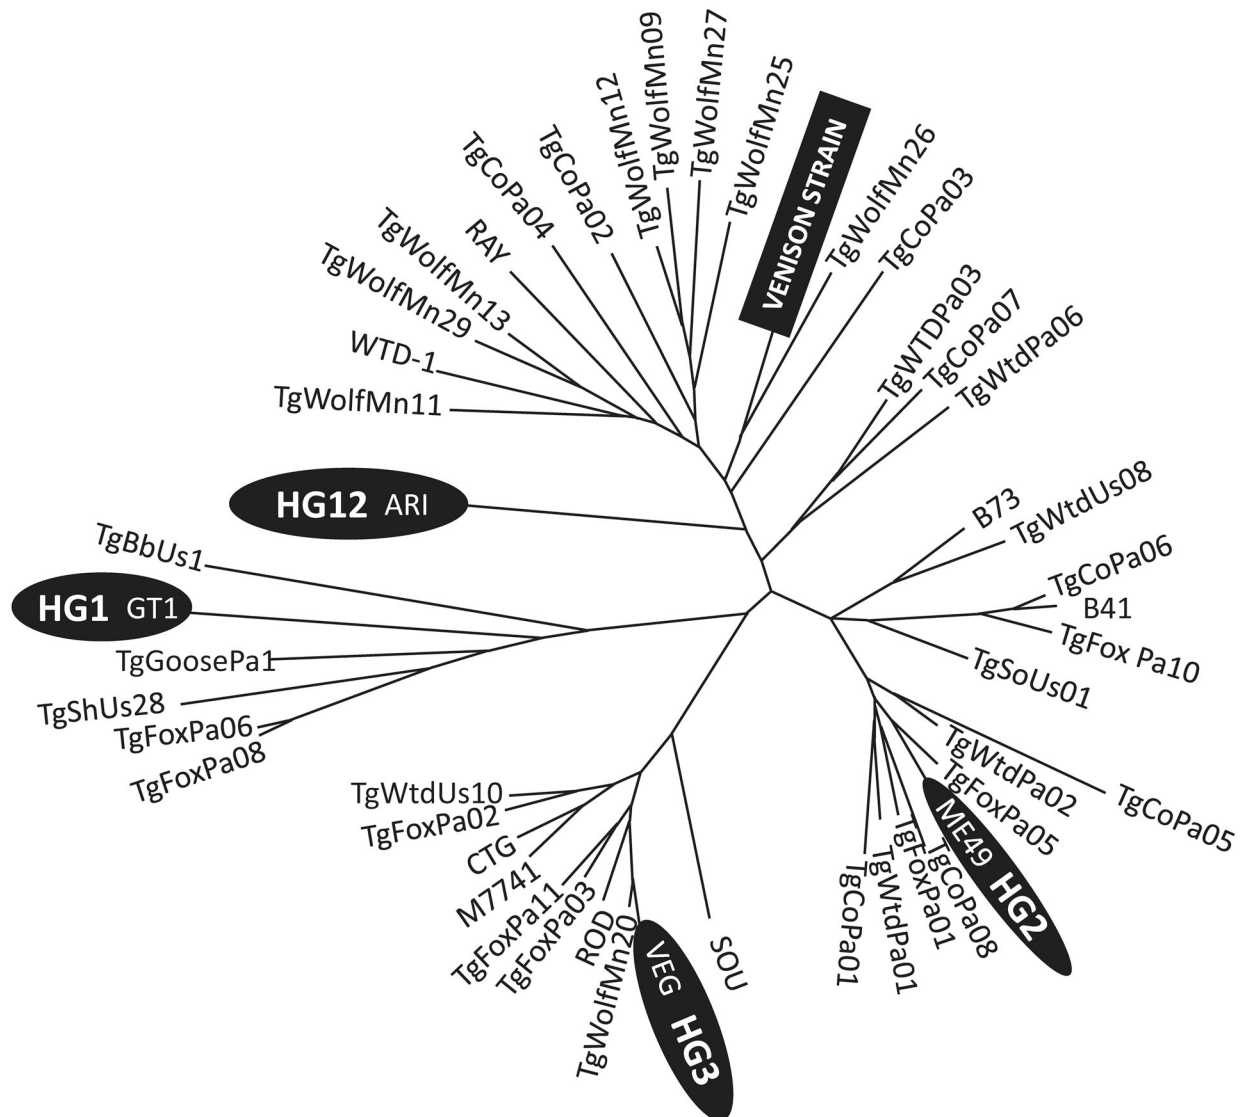 TgWolfMn09
TgWolfMn27
TgWolfMn12
TgWolfMn25
VENISON STRAIN
TgWolfMn26
TgCoPa03
TgCoPa02
TgCoPa04
RAY
TgWolfMn13
TgWolfMn29
WTD-1
TgWolfMn11
TgWTDPa03
TgCoPa07
TgWtdPa06
HG12 ARI
B73
TgWtdUs08
TgCoPa06
B41
TgFox Pa10
TgSoUs01
TgBbUs1
HG1 GT1
TgGoosePa1
TgShUs28
TgFoxPa06
TgFoxPa08
TgCoPa05
TgWtdPa02
TgFoxPa05
ME49 HG2
TgCoPa08
TgFoxPa01
TgWtdPa01
TgCoPa01
TgWtdUs10
TgFoxPa02
CTG
M7741
TgFoxPa11
TgFoxPa03
ROD
TgWolfMn20
VEG HG3
SOU